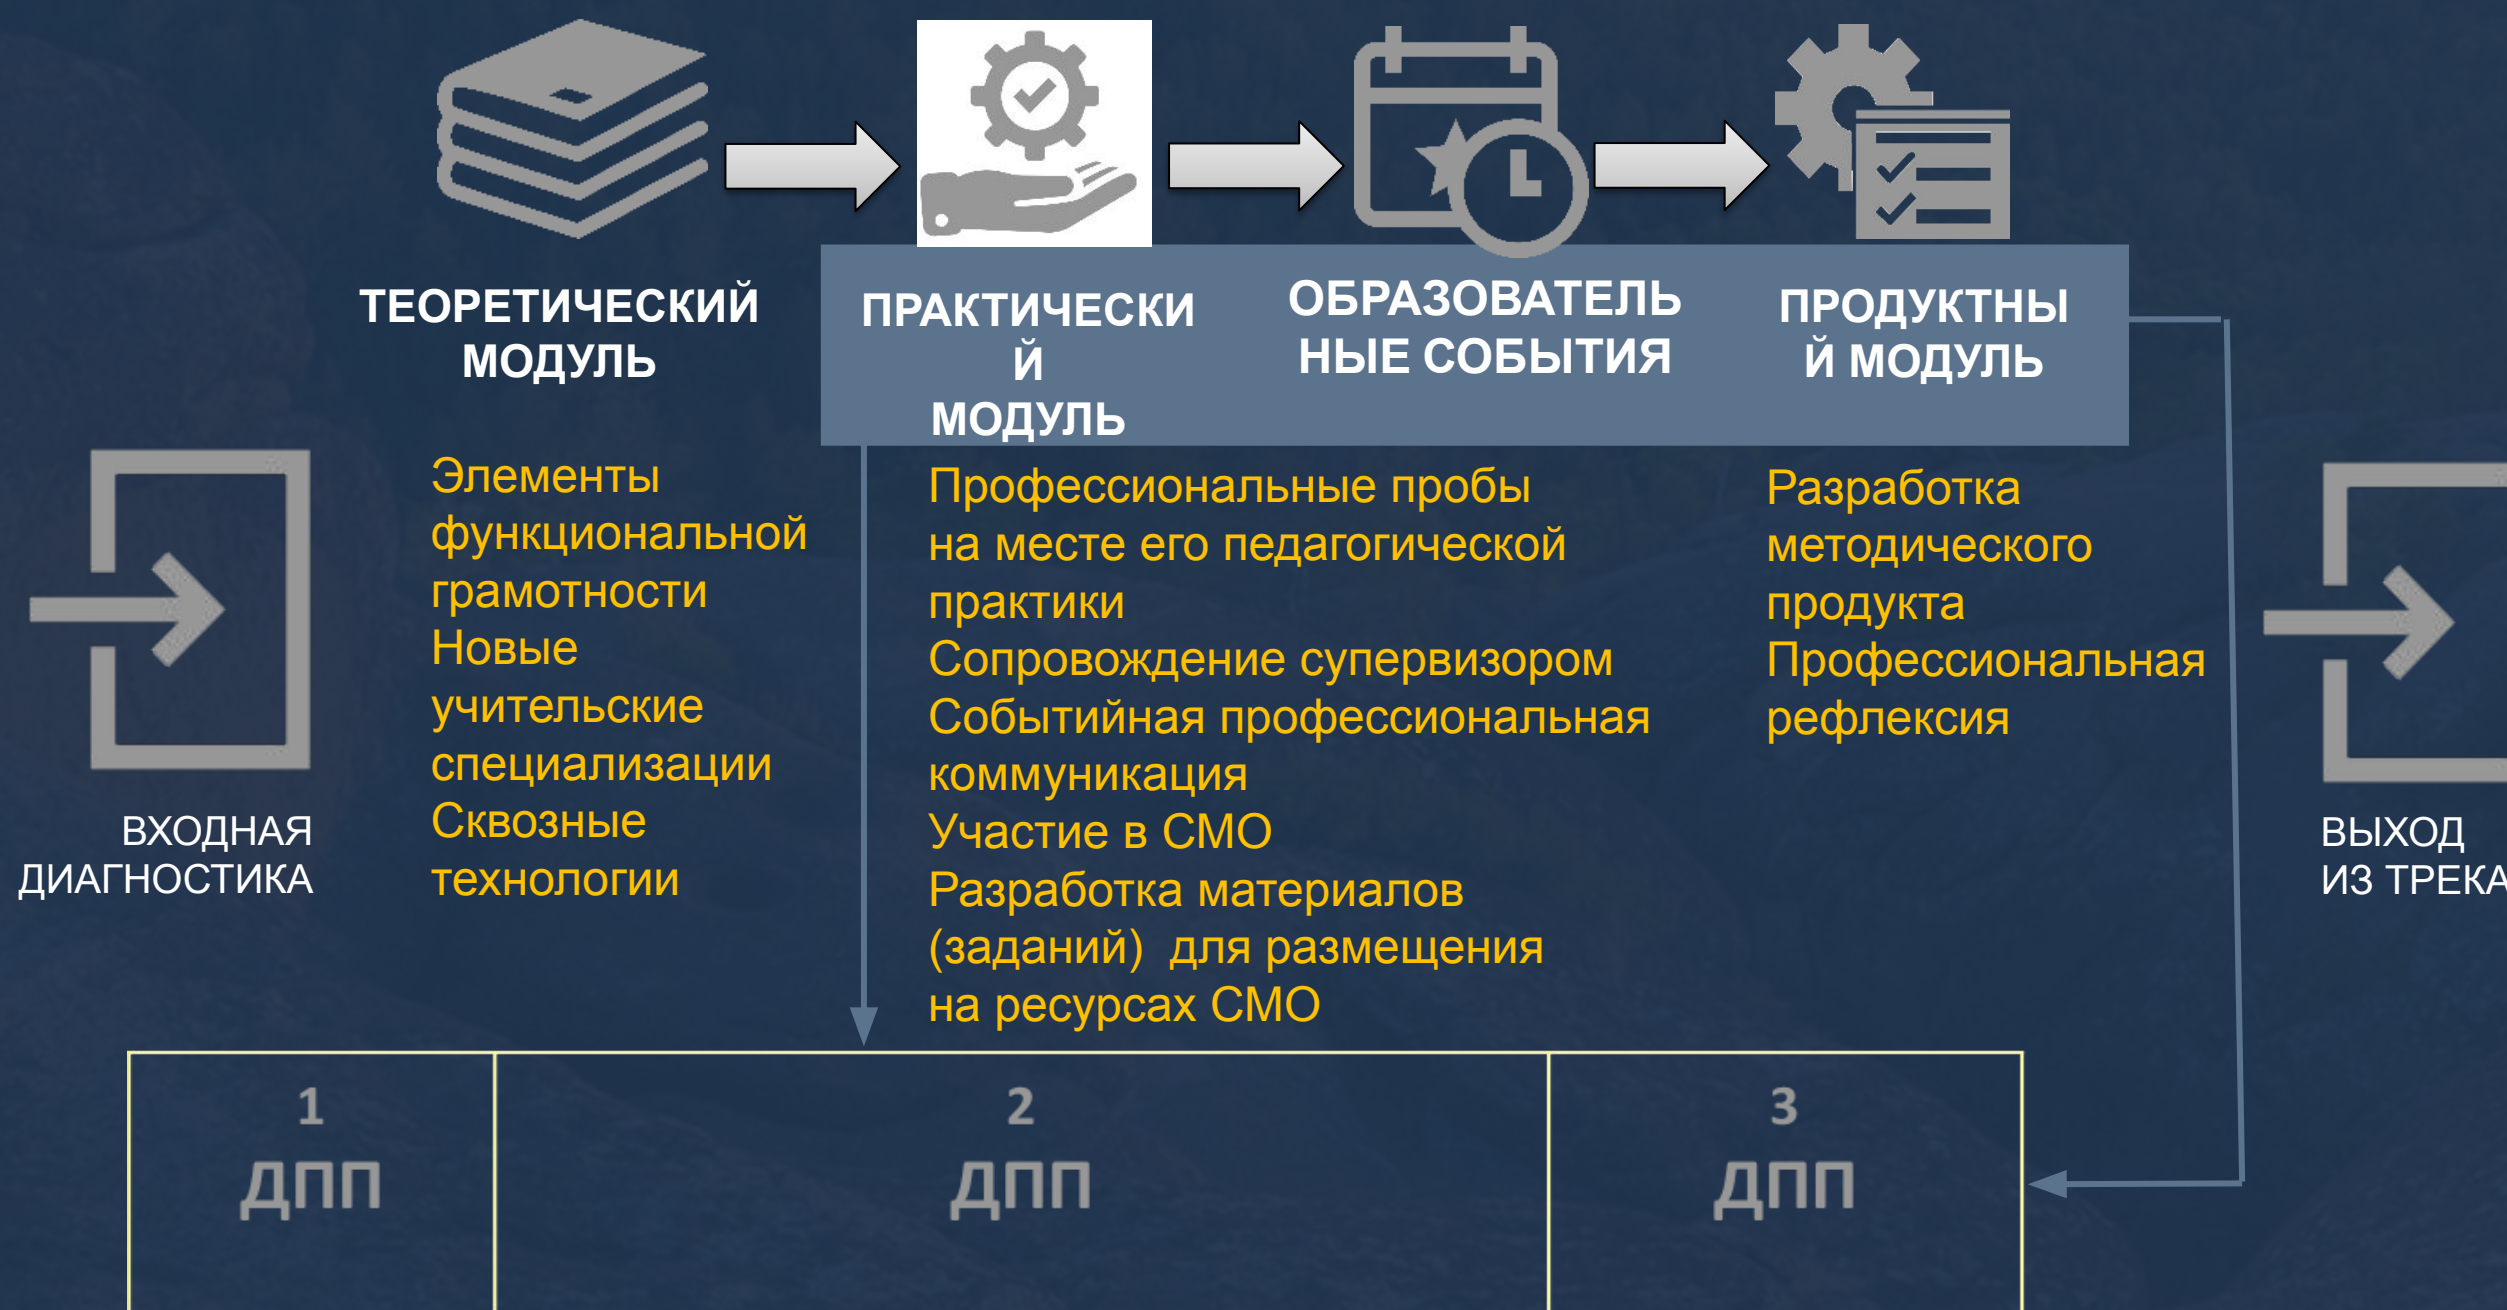 ТЕОРЕТИЧЕСКИЙ
МОДУЛЬ
ПРАКТИЧЕСКИ
Й
МОДУЛЬ
ОБРАЗОВАТЕЛЬ
НЫЕ СОБЫТИЯ
ПРОДУКТНЫ
Й МОДУЛЬ
ВХОДНАЯ
ДИАГНОСТИКА
Элементы
функциональной
грамотности
Новые
учительские
специализации
Сквозные
технологии
Профессиональные пробы
на месте его педагогической
практики
Сопровождение супервизором
Событийная профессиональная
коммуникация
Участие в СМО
Разработка материалов
(заданий)  для размещения
на ресурсах СМО
Разработка
методического
продукта
Профессиональная
рефлексия
ВЫХОД
ИЗ ТРЕКА
1
ДПП
2
ДПП
3
ДПП